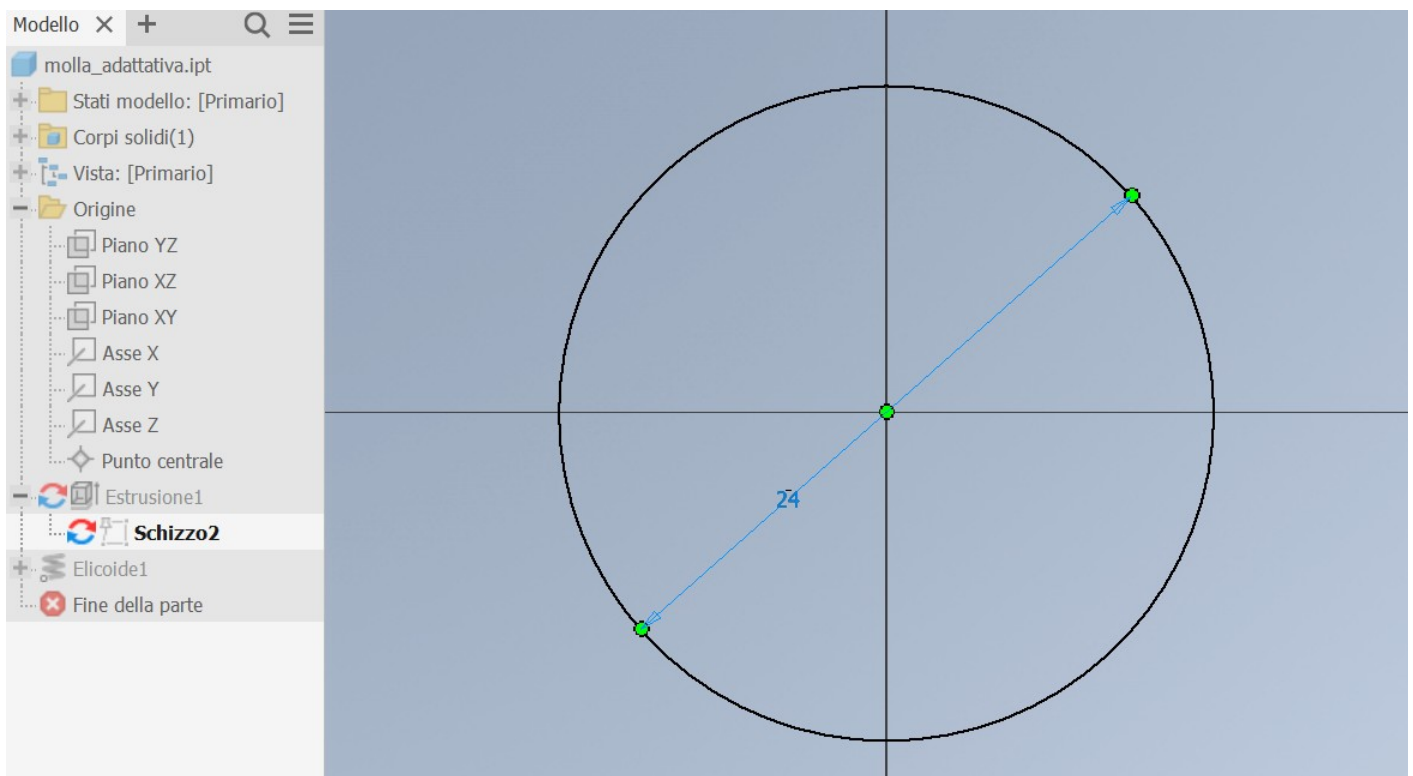 Modello
molla_adattativa.ipt
Stati modello: [Primario]
Corpi solidi(1)
Vista: [Primario]
Origine
Piano YZ
Piano XZ
Piano XY
Asse X
Asse Y
Asse Z
Punto centrale
Estrusione1
Schizzo2
Elicoide1
Fine della parte
24